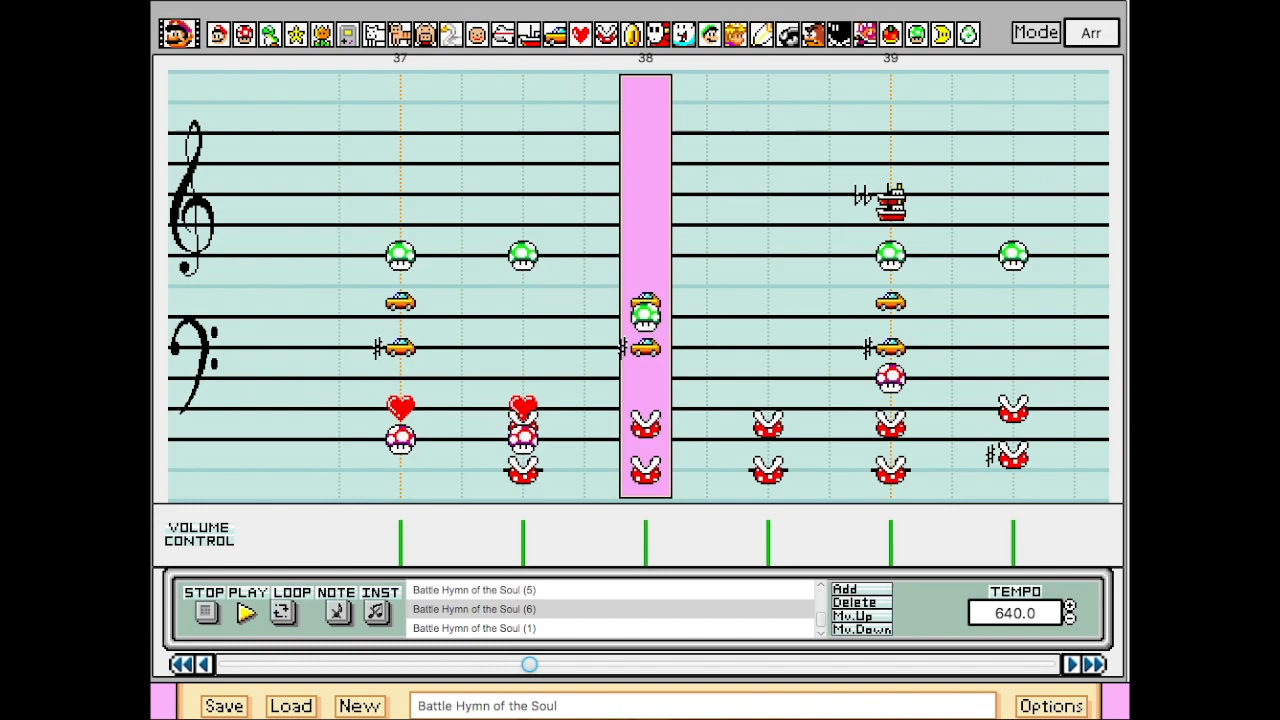 Mode Arr
37 38 39
VOLUME
CONTROL
STOP PLAY LOOP NOTE INST
Battle Hymn of the Soul (5)
Battle Hymn of the Soul (6)
Battle Hymn of the Soul (1)
Add
Delete
Mv.Up
Mv.Down
TEMPO
640.0
Save Load New Battle Hymn of the Soul Options